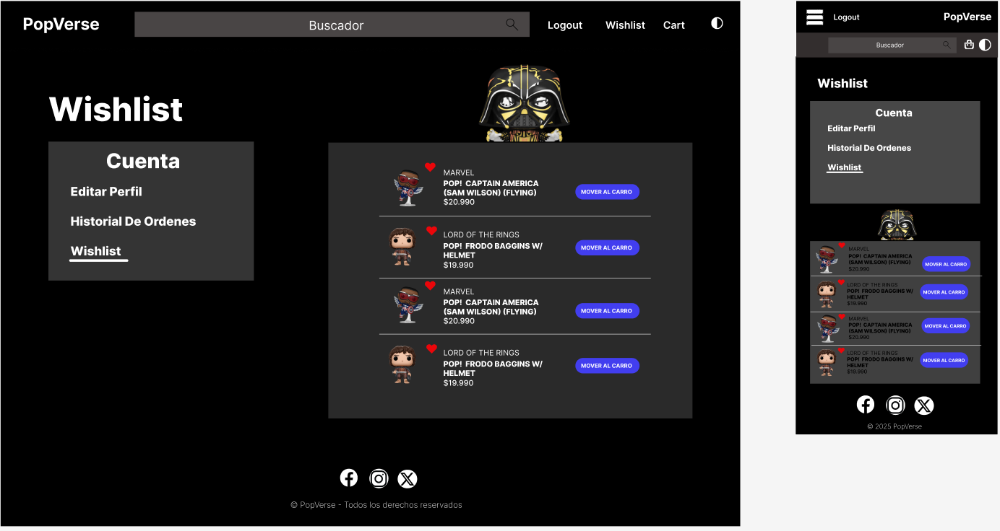 PopVerse
Buscador
Logout
Wishlist
Cart
Wishlist
Cuenta
Editar Perfil
Historial De Ordenes
Wishlist
MARVEL
POP! CAPTAIN AMERICA
(SAM WILSON) (FLYING)
$20.990
MOVER AL CARRO
LORD OF THE RINGS
POP! FRODO BAGGINS W/
HELMET
$19.990
MOVER AL CARRO
MARVEL
POP! CAPTAIN AMERICA
(SAM WILSON) (FLYING)
$20.990
MOVER AL CARRO
LORD OF THE RINGS
POP! FRODO BAGGINS W/
HELMET
$19.990
MOVER AL CARRO
© PopVerse - Todos los derechos reservados
Logout
PopVerse
Buscador
Wishlist
Cuenta
Editar Perfil
Historial De Ordenes
Wishlist
MARVEL
POP! CAPTAIN AMERICA
(SAM WILSON) (FLYING)
$20.990
MOVER AL CARRO
LORD OF THE RINGS
POP! FRODO BAGGINS W/
HELMET
$19.990
MOVER AL CARRO
MARVEL
POP! CAPTAIN AMERICA
(SAM WILSON) (FLYING)
$20.990
MOVER AL CARRO
LORD OF THE RINGS
POP! FRODO BAGGINS W/
HELMET
$19.990
MOVER AL CARRO
© 2025 PopVerse